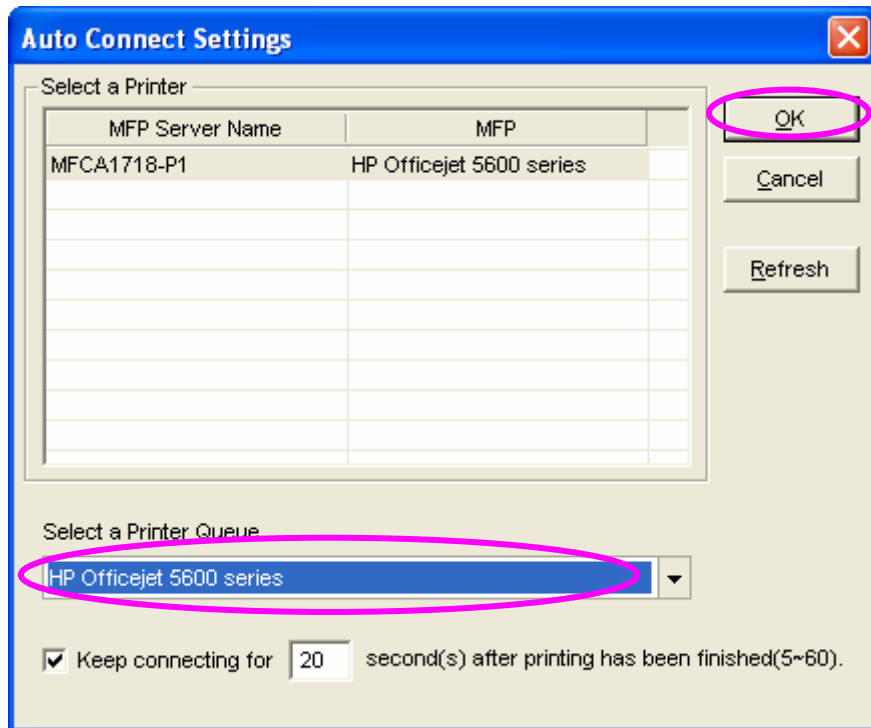 Auto Connect Settings
Select a Printer
MFP Server Name MFP
MFCA1718-P1 HP Officejet 5600 series
OK
Cancel
Refresh
Select a Printer Queue
HP Officejet 5600 series
Keep connecting for 20 second(s) after printing has been finished(5~60).